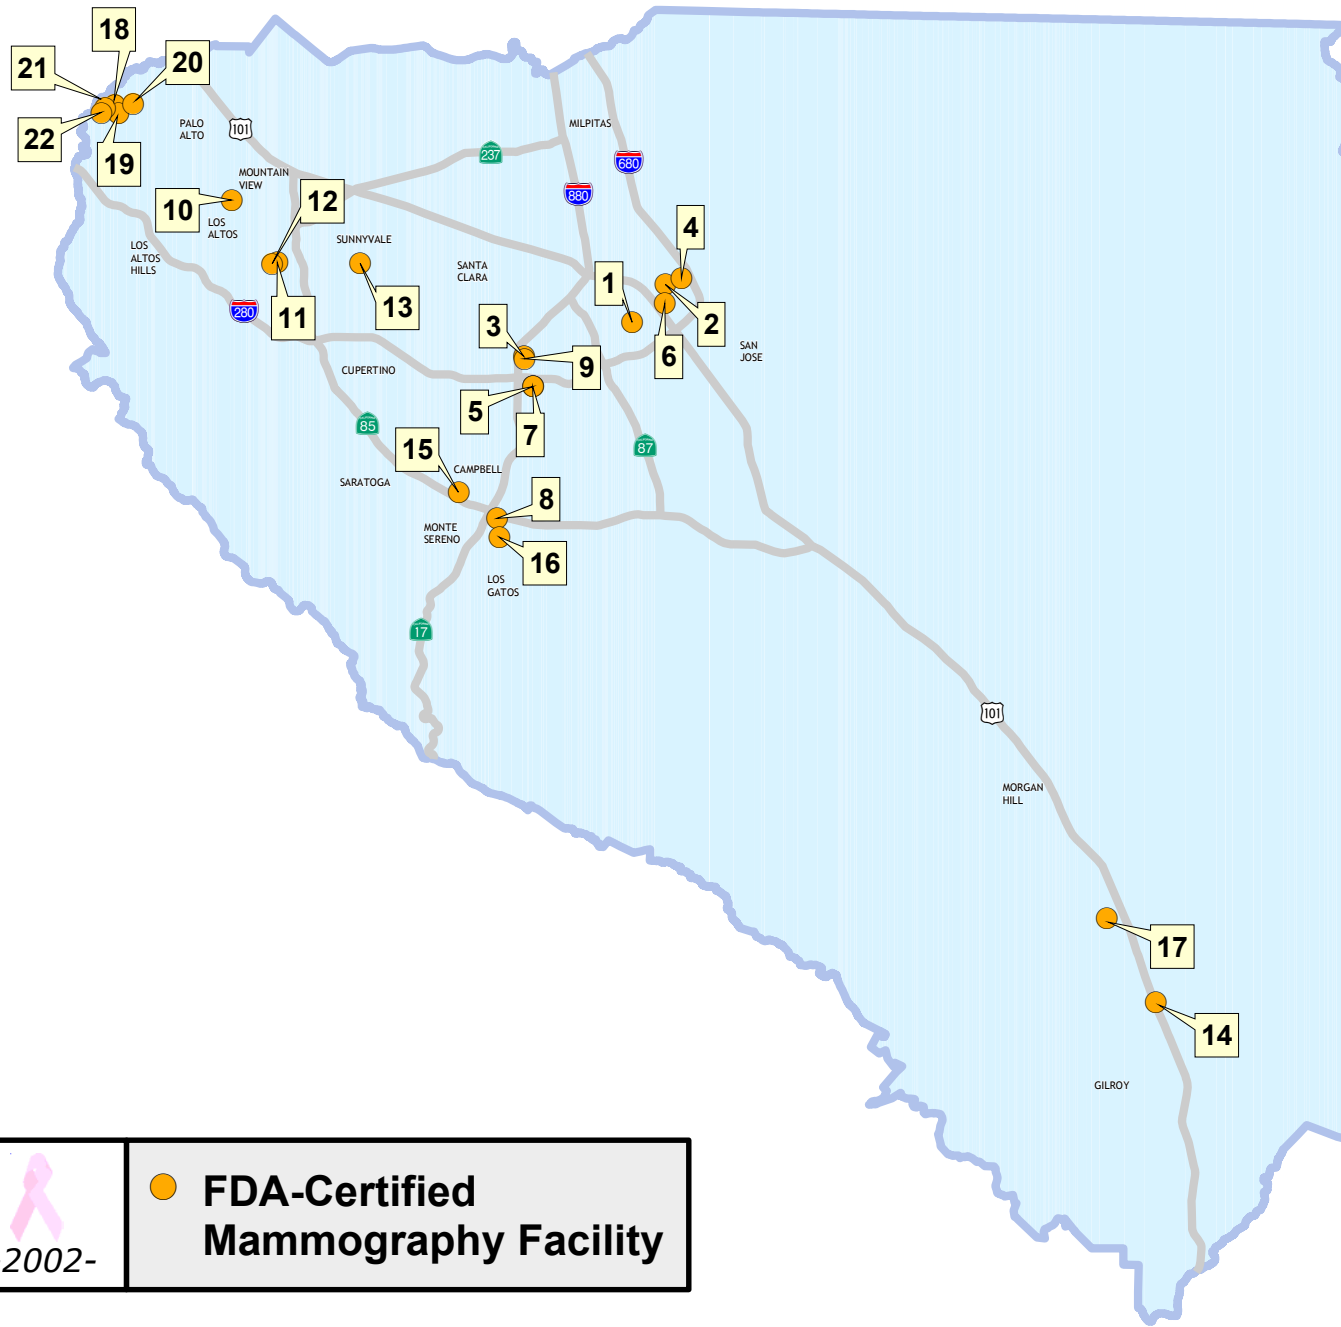 18
21
20
22
19
PALO
ALTO
101
MILPITAS
237
680
MOUNTAIN
VIEW
880
12
10
LOS
ALTOS
4
LOS
ALTOS
HILLS
SUNNYVALE
SANTA
CLARA
1
280
11
13
3
2
6
SAN
JOSE
9
CUPERTINO
5
7
85
15
87
CAMPBELL
SARATOGA
8
MONTE
SERENO
16
LOS
GATOS
17
101
MORGAN
HILL
17
14
GILROY
2002-
FDA-Certified
Mammography Facility